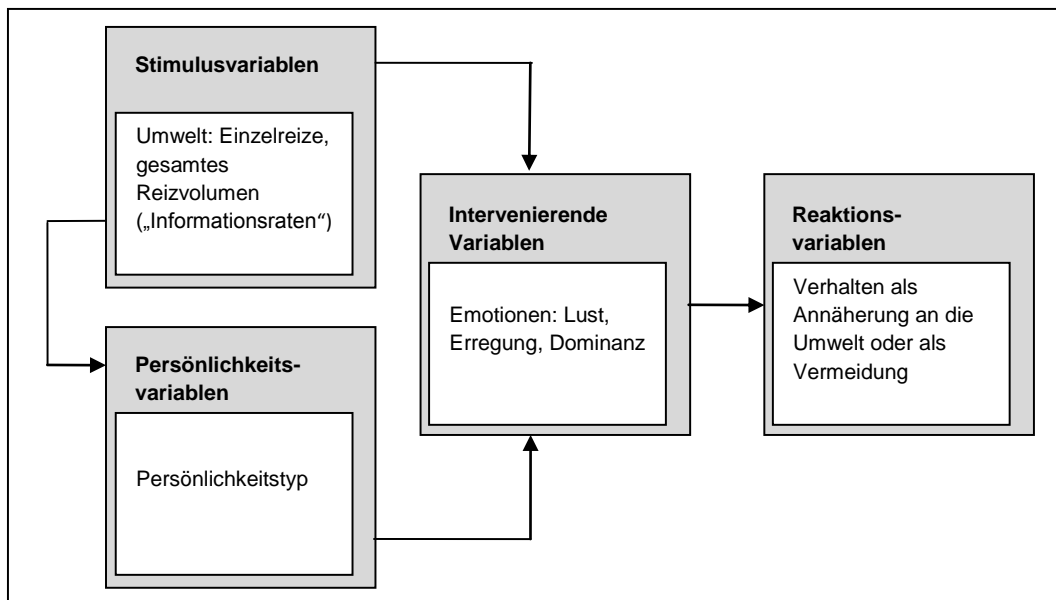 Stimulusvariablen
Umwelt: Einzelreize,
gesamtes
Reizvolumen
(„Informationsraten“)
Persönlichkeits-
variablen
Persönlichkeitstyp
Intervenierende
Variablen
Emotionen: Lust,
Erregung, Dominanz
Reaktions-
variablen
Verhalten als
Annäherung an die
Umwelt oder als
Vermeidung